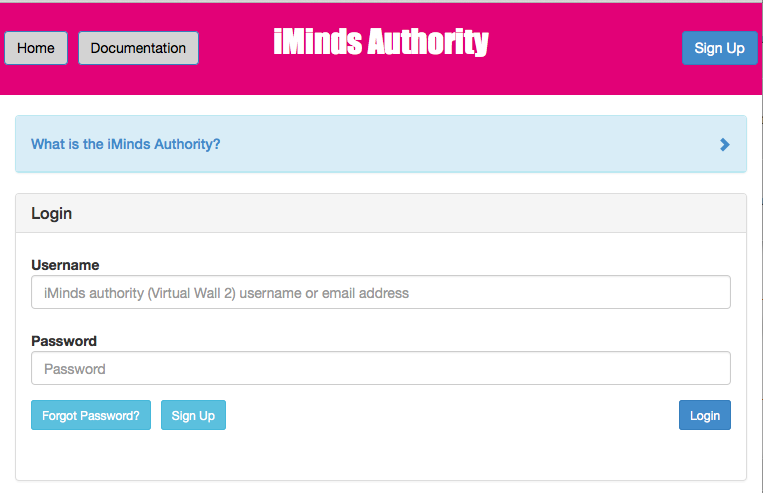 Home
Documentation
iMinds Authority
Sign Up
What is the iMinds Authority?
Login
Username
iMinds authority (Virtual Wall 2) username or email address
Password
Password
Forgot Password?
Sign Up
Login